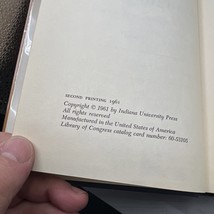 SECOND PRINTING 1961
Copyright © 1961 by Indiana University Press
All rights reserved
Manufactured in the United States of America
Library of Congress catalog card number: 60-53105